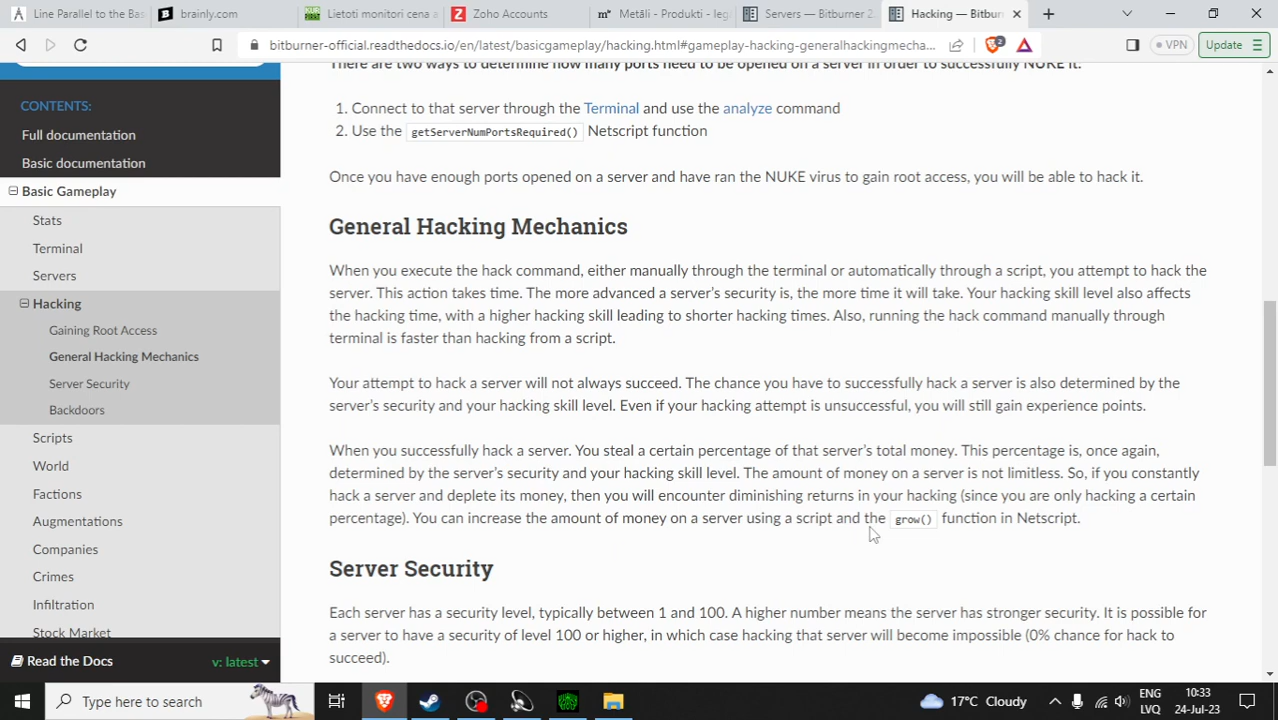 Line Parallel to the Bas
brainly.com
Lietoti monitori cena a
Zoho Accounts
Metāli - Produkti - leg
Servers — Bitburner 2.
Hacking — Bitburn
bitburner-official.readthedocs.io/en/latest/basicgameplay/hacking.html#gameplay-hacking-generalhackingmecha...
2
VPN
Update
There are two ways to determine how many ports need to be opened on a server in order to successfully NUKE it:
1. Connect to that server through the Terminal and use the analyze command
2. Use the getServerNumPortsRequired() Netscript function
Once you have enough ports opened on a server and have ran the NUKE virus to gain root access, you will be able to hack it.
General Hacking Mechanics
When you execute the hack command, either manually through the terminal or automatically through a script, you attempt to hack the
server. This action takes time. The more advanced a server's security is, the more time it will take. Your hacking skill level also affects
the hacking time, with a higher hacking skill leading to shorter hacking times. Also, running the hack command manually through
terminal is faster than hacking from a script.
Your attempt to hack a server will not always succeed. The chance you have to successfully hack a server is also determined by the
server's security and your hacking skill level. Even if your hacking attempt is unsuccessful, you will still gain experience points.
When you successfully hack a server. You steal a certain percentage of that server's total money. This percentage is, once again,
determined by the server's security and your hacking skill level. The amount of money on a server is not limitless. So, if you constantly
hack a server and deplete its money, then you will encounter diminishing returns in your hacking (since you are only hacking a certain
percentage). You can increase the amount of money on a server using a script and the grow() function in Netscript.
Server Security
Each server has a security level, typically between 1 and 100. A higher number means the server has stronger security. It is possible for
a server to have a security of level 100 or higher, in which case hacking that server will become impossible (0% chance for hack to
succeed).
CONTENTS:
Full documentation
Basic documentation
Basic Gameplay
Stats
Terminal
Servers
Hacking
Gaining Root Access
General Hacking Mechanics
Server Security
Backdoors
Scripts
World
Factions
Augmentations
Companies
Crimes
Infiltration
Stock Market
Read the Docs
v: latest
Type here to search
17°C Cloudy
ENG
LVQ
10:33
24-Jul-23